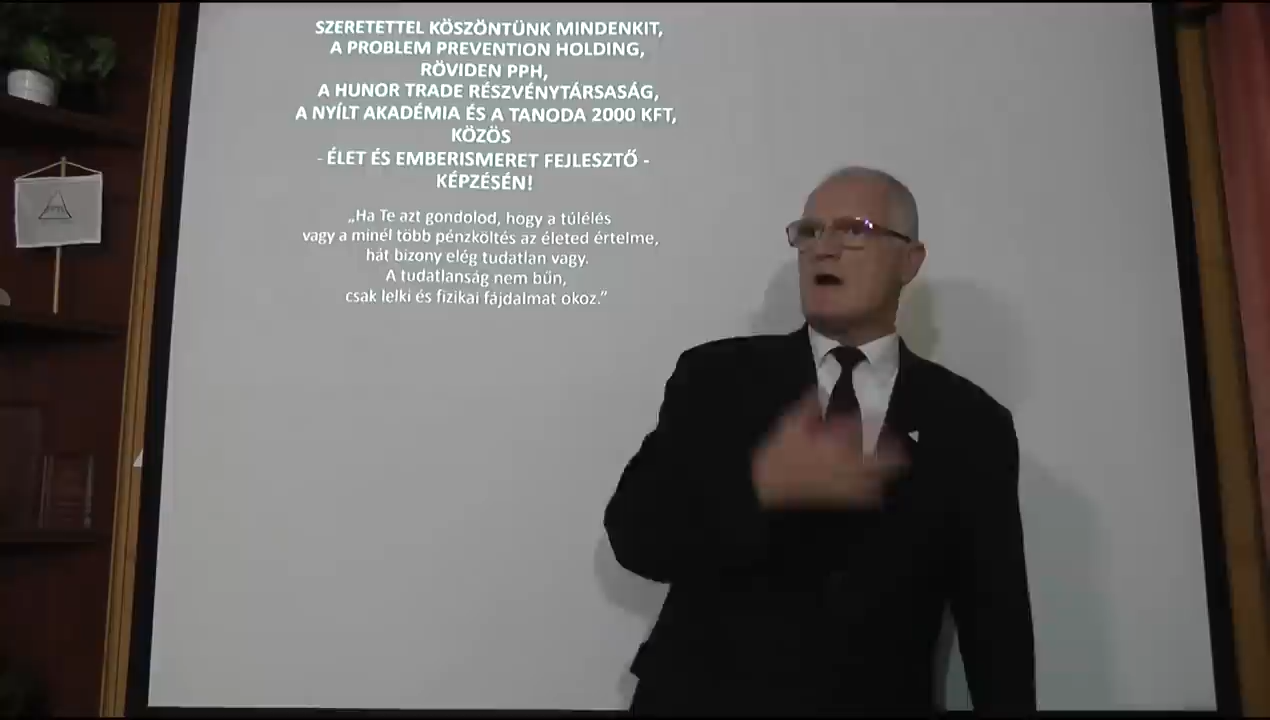 SZERETETTEL KÖSZÖNTÜNK MINDENKIT,
A PROBLEM PREVENTION HOLDING,
RÖVIDEN PPH,
A HUNOR TRADE RÉSZVÉNYTÁRSASÁG,
A NYÍLT AKADÉMIA ÉS A TANODA 2000 KFT,
KÖZÖS
- ÉLET ÉS EMBERISMERET FEJLESZTŐ -
KÉPZÉSÉN!
„Ha Te azt gondolod, hogy a túlélés
vagy a minél több pénzköltés az életed értelme,
hát bizony elég tudatlan vagy.
A tudatlanság nem bűn,
csak lelki és fizikai fájdalmat okoz.”